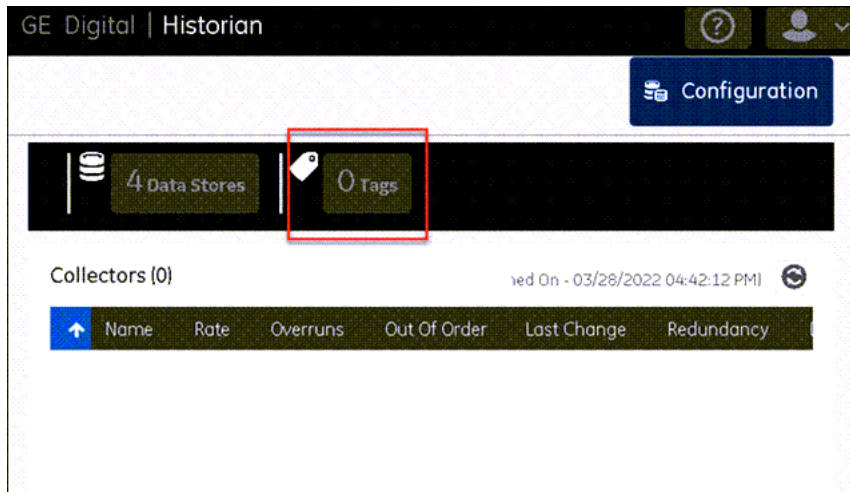 GE Digital | Historian
Configuration
4 Data Stores
0 Tags
Collectors (0)
On - 03/28/2022 04:42:12 PM)
Name Rate Overruns Out Of Order Last Change Redundancy